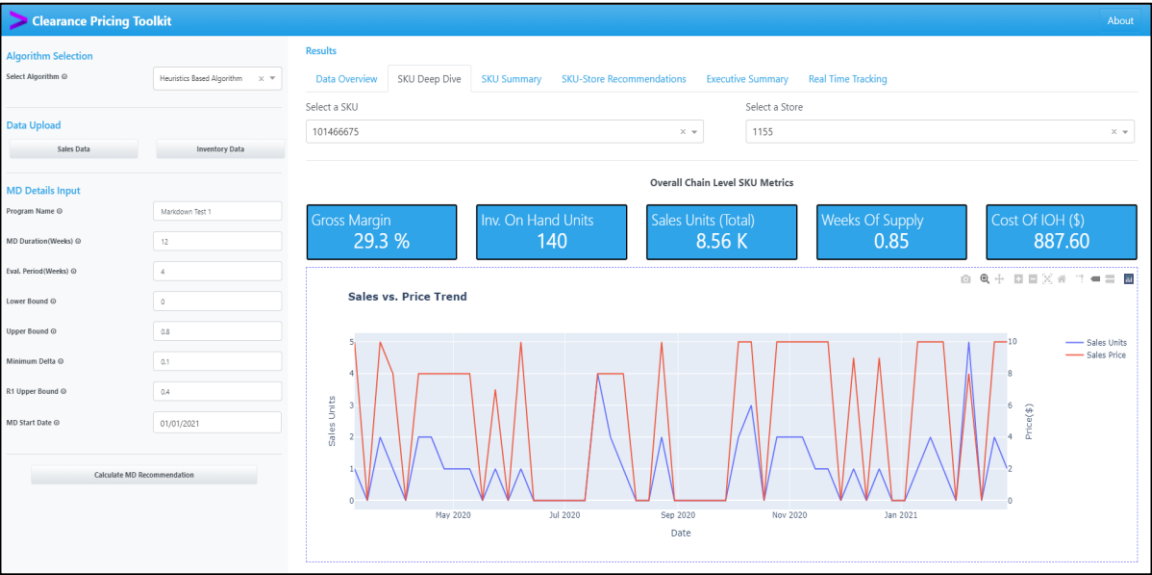 Clearance Pricing Toolkit
About
Algorithm Selection
Select Algorithm
Heuristics Based Algorithm
Data Upload
Sales Data
Inventory Data
MD Details Input
Program Name
Markdown Test 1
MD Duration(Weeks)
12
Eval. Period(Weeks)
4
Lower Bound
0
Upper Bound
0.8
Minimum Delta
0.1
R1 Upper Bound
0.4
MD Start Date
01/01/2021
Calculate MD Recommendation
Results
Data Overview
SKU Deep Dive
SKU Summary
SKU-Store Recommendations
Executive Summary
Real Time Tracking
Select a SKU
101466675
Select a Store
1155
Overall Chain Level SKU Metrics
Gross Margin
29.3 %
Inv. On Hand Units
140
Sales Units (Total)
8.56 K
Weeks Of Supply
0.85
Cost Of IOH ($)
887.60
Sales vs. Price Trend
Sales Units
5
4
3
2
1
0
10
8
6
4
2
0
Price($)
May 2020
Jul 2020
Sep 2020
Nov 2020
Jan 2021
Date
Sales Units
Sales Price